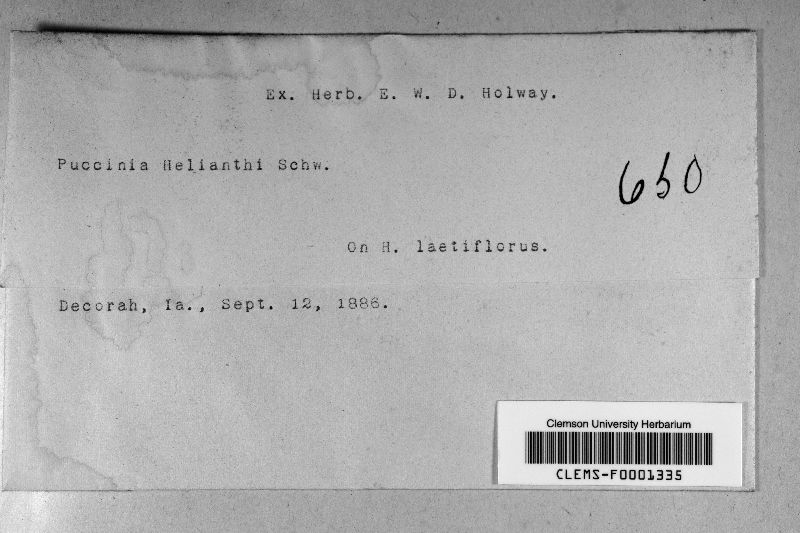 Ex. Herb. E. W. D. Holway.
Puccinia Helianthi Schw.
650
On H. laetiflorus.
Decorah, Ia., Sept. 12, 1886.
Clemson University Herbarium
CLEMS-F0001335